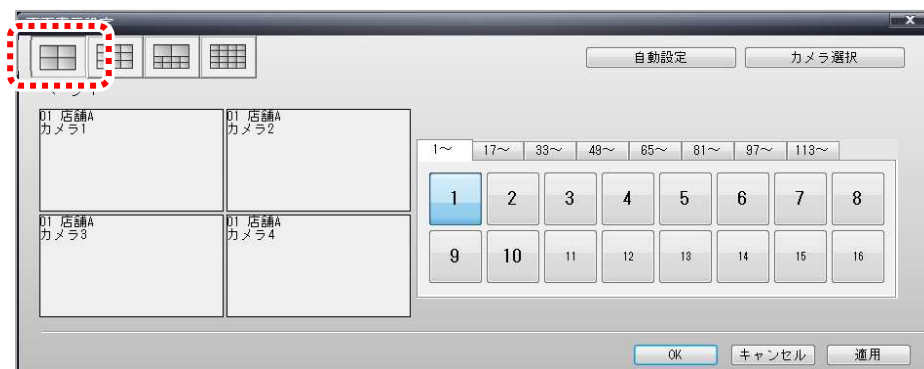 自動設定
カメラ選択
01 店舗A
カメラ1
01 店舗A
カメラ2
01 店舗A
カメラ3
01 店舗A
カメラ4
1～ 17～ 33～ 49～ 65～ 81～ 97～ 113～
1 2 3 4 5 6 7 8
9 10 11 12 13 14 15 16
OK キャンセル 適用